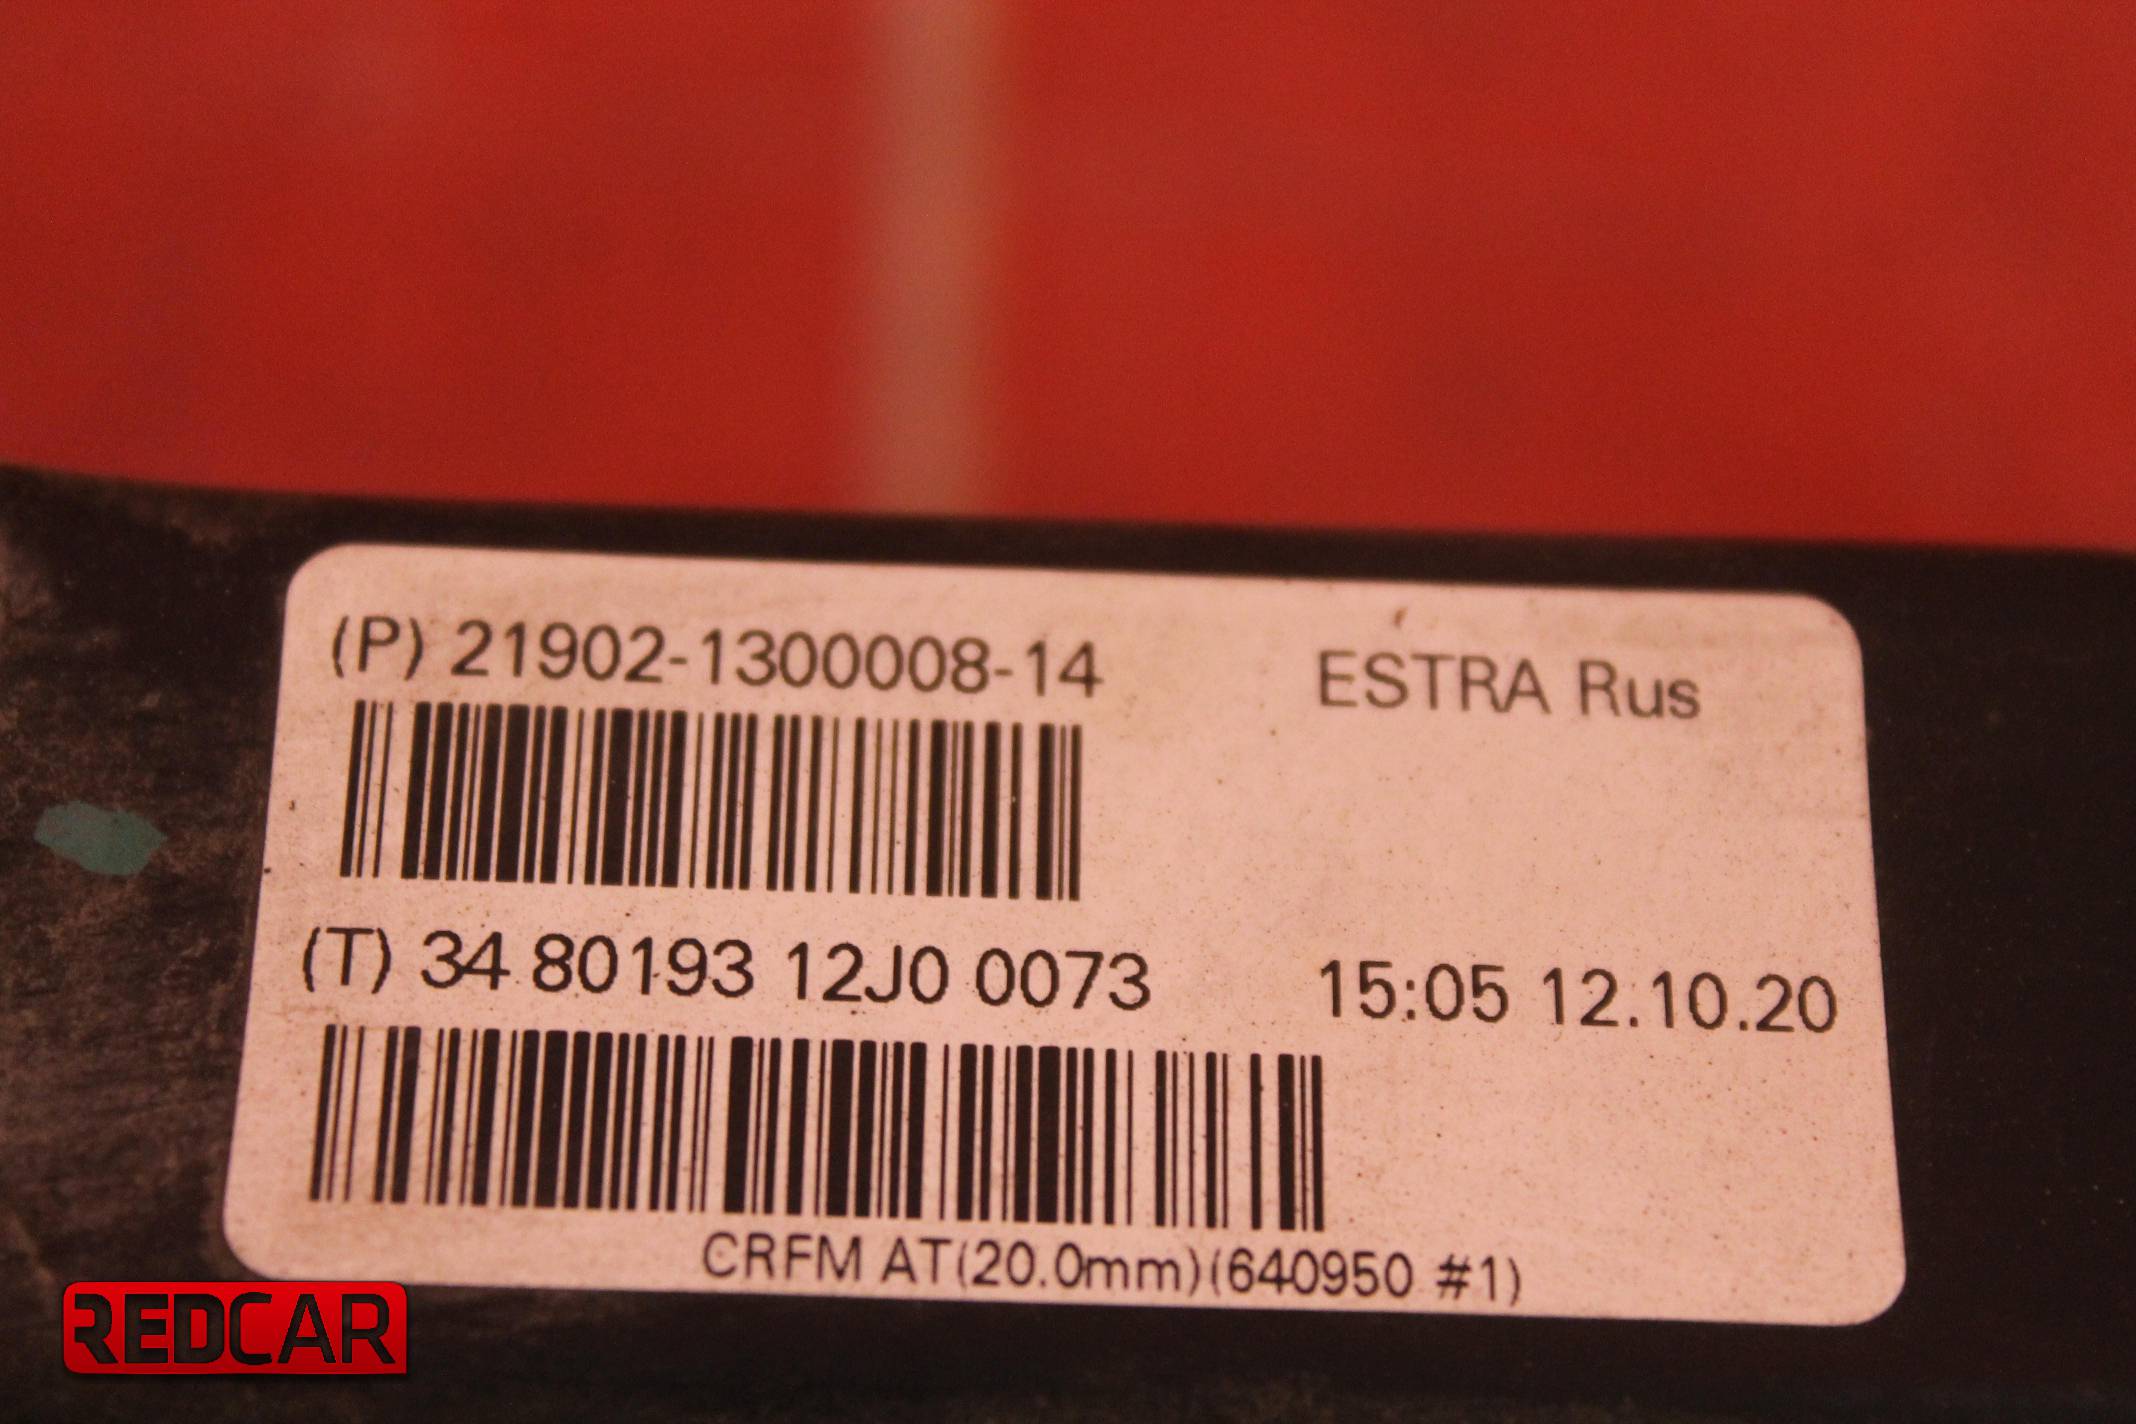 (P) 21902-1300008-14
ESTRA Rus
(T) 34 80193 12J0 0073
15:05 12.10.20
CRFM AT(20.0mm)(640950 #1)
REDCAR